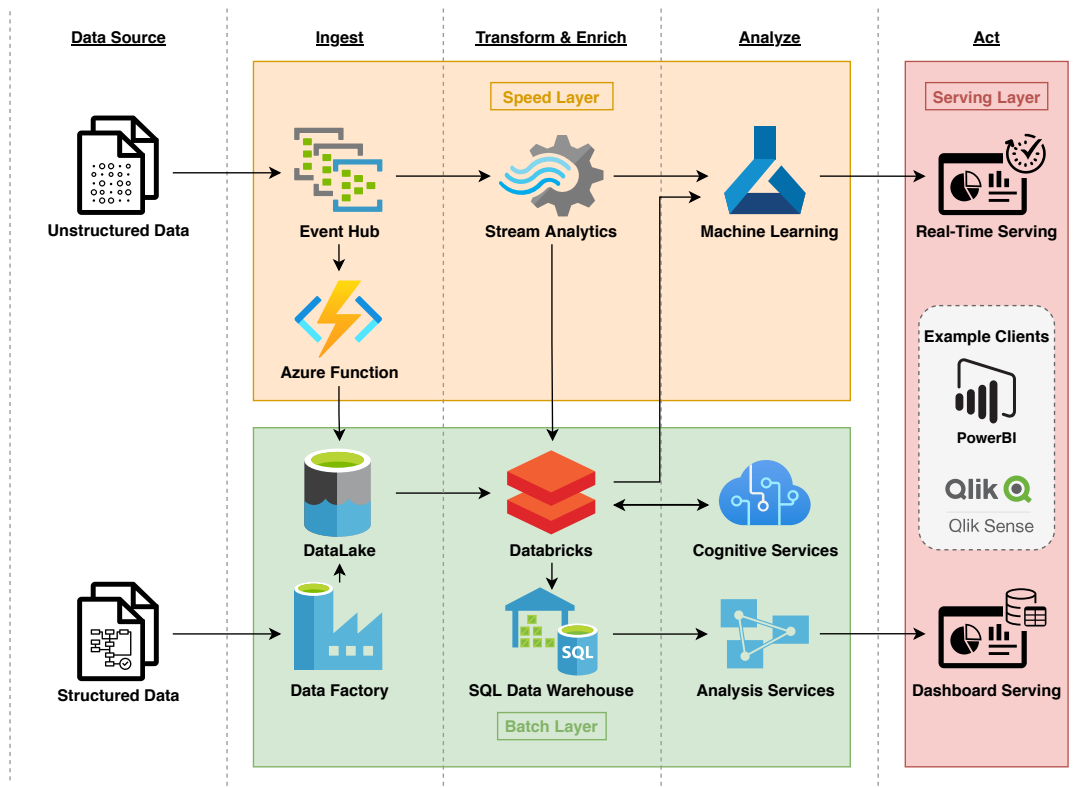 Data Source
Ingest
Transform & Enrich
Analyze
Act
Speed Layer
Serving Layer
Unstructured Data
Event Hub
Stream Analytics
Machine Learning
Real-Time Serving
Azure Function
Example Clients
PowerBI
Qlik
Qlik Sense
DataLake
Databricks
Cognitive Services
SQL
Structured Data
Data Factory
SQL Data Warehouse
Analysis Services
Dashboard Serving
Batch Layer